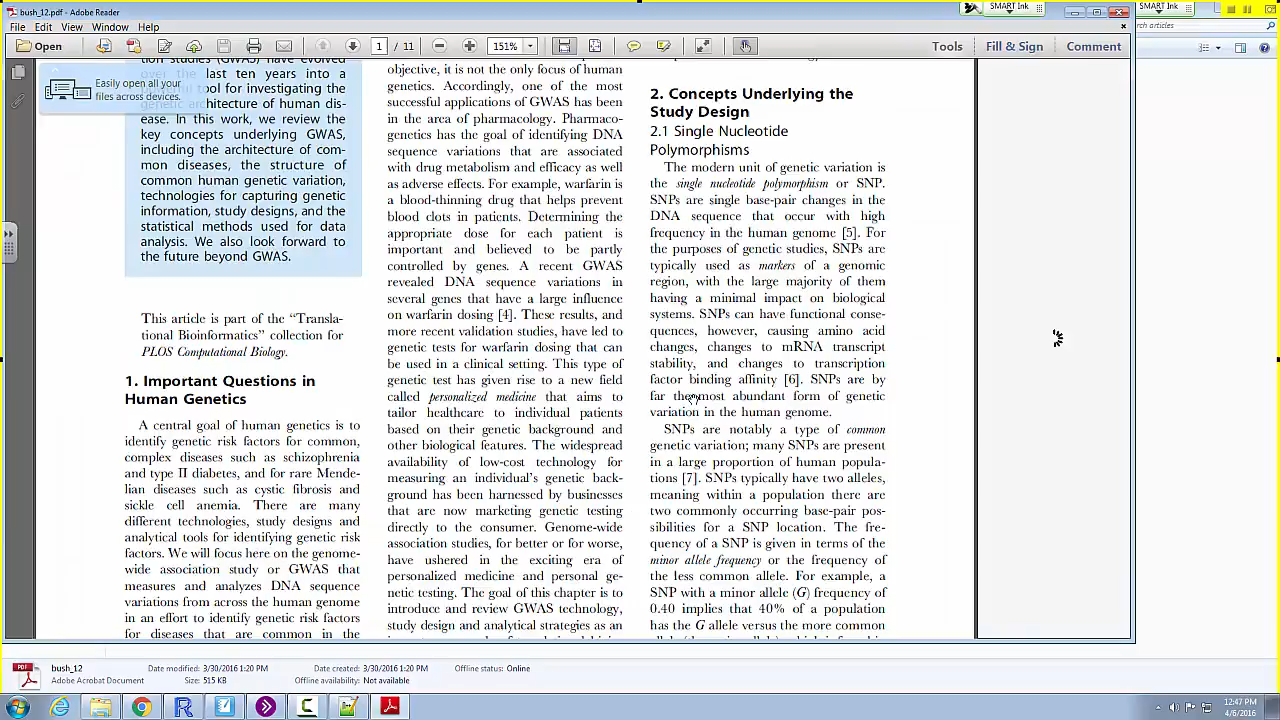 bush_12.pdf - Adobe Reader
SMART Ink
SMART Ink
File Edit View Window Help
Open
1 / 11
151%
Tools Fill & Sign Comment
Easily open all your
files across devices.
tion studies (GWAS) have evolved
over the last ten years into a
tool for investigating the
architecture of human dis-
ease. In this work, we review the
key concepts underlying GWAS,
including the architecture of com-
mon diseases, the structure of
common human genetic variation,
technologies for capturing genetic
information, study designs, and the
statistical methods used for data
analysis. We also look forward to
the future beyond GWAS.
This article is part of the “Transla-
tional Bioinformatics” collection for
PLOS Computational Biology.
1. Important Questions in
Human Genetics
A central goal of human genetics is to
identify genetic risk factors for common,
complex diseases such as schizophrenia
and type II diabetes, and for rare Mende-
lian diseases such as cystic fibrosis and
sickle cell anemia. There are many
different technologies, study designs and
analytical tools for identifying genetic risk
factors. We will focus here on the genome-
wide association study or GWAS that
measures and analyzes DNA sequence
variations from across the human genome
in an effort to identify genetic risk factors
for diseases that are common in the
objective, it is not the only focus of human
genetics. Accordingly, one of the most
successful applications of GWAS has been
in the area of pharmacology. Pharmaco-
genetics has the goal of identifying DNA
sequence variations that are associated
with drug metabolism and efficacy as well
as adverse effects. For example, warfarin is
a blood-thinning drug that helps prevent
blood clots in patients. Determining the
appropriate dose for each patient is
important and believed to be partly
controlled by genes. A recent GWAS
revealed DNA sequence variations in
several genes that have a large influence
on warfarin dosing [4]. These results, and
more recent validation studies, have led to
genetic tests for warfarin dosing that can
be used in a clinical setting. This type of
genetic test has given rise to a new field
called personalized medicine that aims to
tailor healthcare to individual patients
based on their genetic background and
other biological features. The widespread
availability of low-cost technology for
measuring an individual’s genetic back-
ground has been harnessed by businesses
that are now marketing genetic testing
directly to the consumer. Genome-wide
association studies, for better or for worse,
have ushered in the exciting era of
personalized medicine and personal ge-
netic testing. The goal of this chapter is to
introduce and review GWAS technology,
study design and analytical strategies as an
2. Concepts Underlying the
Study Design
2.1 Single Nucleotide
Polymorphisms
The modern unit of genetic variation is
the single nucleotide polymorphism or SNP.
SNPs are single base-pair changes in the
DNA sequence that occur with high
frequency in the human genome [5]. For
the purposes of genetic studies, SNPs are
typically used as markers of a genomic
region, with the large majority of them
having a minimal impact on biological
systems. SNPs can have functional conse-
quences, however, causing amino acid
changes, changes to mRNA transcript
stability, and changes to transcription
factor binding affinity [6]. SNPs are by
far the most abundant form of genetic
variation in the human genome.
SNPs are notably a type of common
genetic variation; many SNPs are present
in a large proportion of human popula-
tions [7]. SNPs typically have two alleles,
meaning within a population there are
two commonly occurring base-pair pos-
sibilities for a SNP location. The fre-
quency of a SNP is given in terms of the
minor allele frequency or the frequency of
the less common allele. For example, a
SNP with a minor allele (G) frequency of
0.40 implies that 40% of a population
has the G allele versus the more common
articles
bush_12 Date modified: 3/30/2016 1:20 PM Date created: 3/30/2016 1:20 PM Offline status: Online
Adobe Acrobat Document Size: 515 KB Offline availability: Not available
12:47 PM
4/6/2016